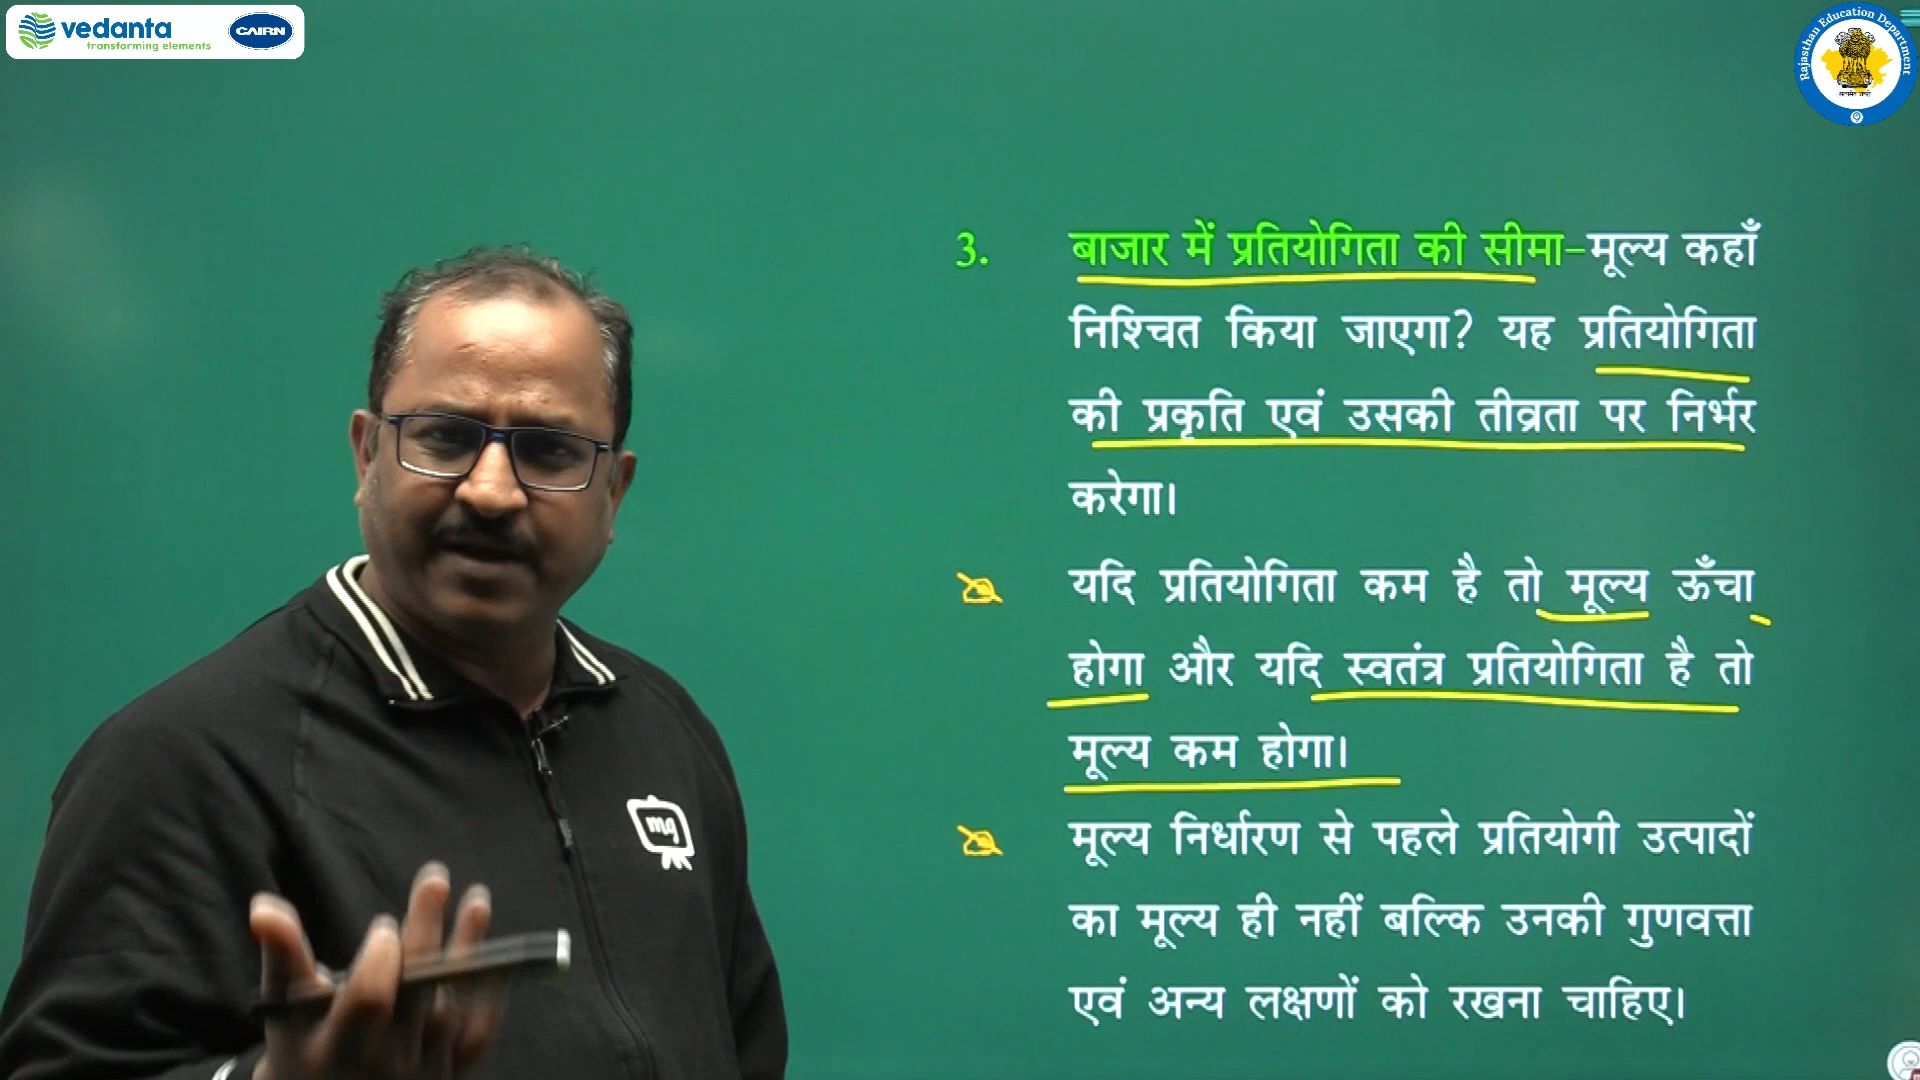 vedanta
transforming elements
CAIRN
Rajasthan Education Department
3. बाजार में प्रतियोगिता की सीमा-मूल्य कहाँ
निश्चित किया जाएगा? यह प्रतियोगिता
की प्रकृति एवं उसकी तीव्रता पर निर्भर
करेगा।
यदि प्रतियोगिता कम है तो मूल्य ऊँचा
होगा और यदि स्वतंत्र प्रतियोगिता है तो
मूल्य कम होगा।
मूल्य निर्धारण से पहले प्रतियोगी उत्पादों
का मूल्य ही नहीं बल्कि उनकी गुणवत्ता
एवं अन्य लक्षणों को रखना चाहिए।
mg